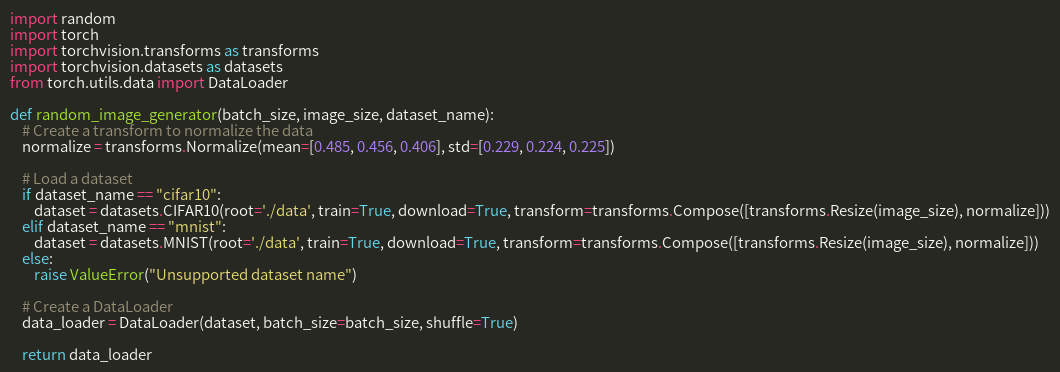 import random
import torch
import torchvision.transforms as transforms
import torchvision.datasets as datasets
from torch.utils.data import DataLoader

def random_image_generator(batch_size, image_size, dataset_name):
    # Create a transform to normalize the data
    normalize = transforms.Normalize(mean=[0.485, 0.456, 0.406], std=[0.229, 0.224, 0.225])

    # Load a dataset
    if dataset_name == "cifar10":
        dataset = datasets.CIFAR10(root='./data', train=True, download=True, transform=transforms.Compose([transforms.Resize(image_size), normalize]))
    elif dataset_name == "mnist":
        dataset = datasets.MNIST(root='./data', train=True, download=True, transform=transforms.Compose([transforms.Resize(image_size), normalize]))
    else:
        raise ValueError("Unsupported dataset name")

    # Create a DataLoader
    data_loader = DataLoader(dataset, batch_size=batch_size, shuffle=True)

    return data_loader